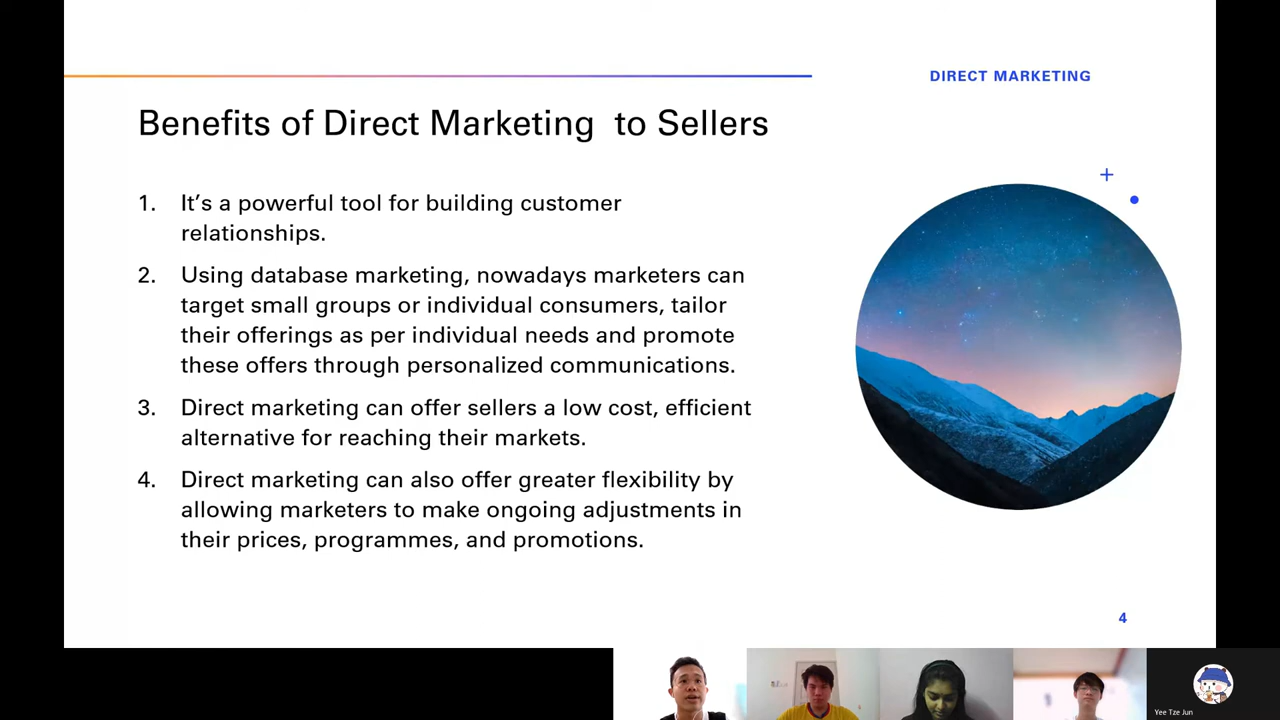 DIRECT MARKETING
Benefits of Direct Marketing  to Sellers
1. It’s a powerful tool for building customer
relationships.
2. Using database marketing, nowadays marketers can
target small groups or individual consumers, tailor
their offerings as per individual needs and promote
these offers through personalized communications.
3. Direct marketing can offer sellers a low cost, efficient
alternative for reaching their markets.
4. Direct marketing can also offer greater flexibility by
allowing marketers to make ongoing adjustments in
their prices, programmes, and promotions.
4
Yee Tze Jun